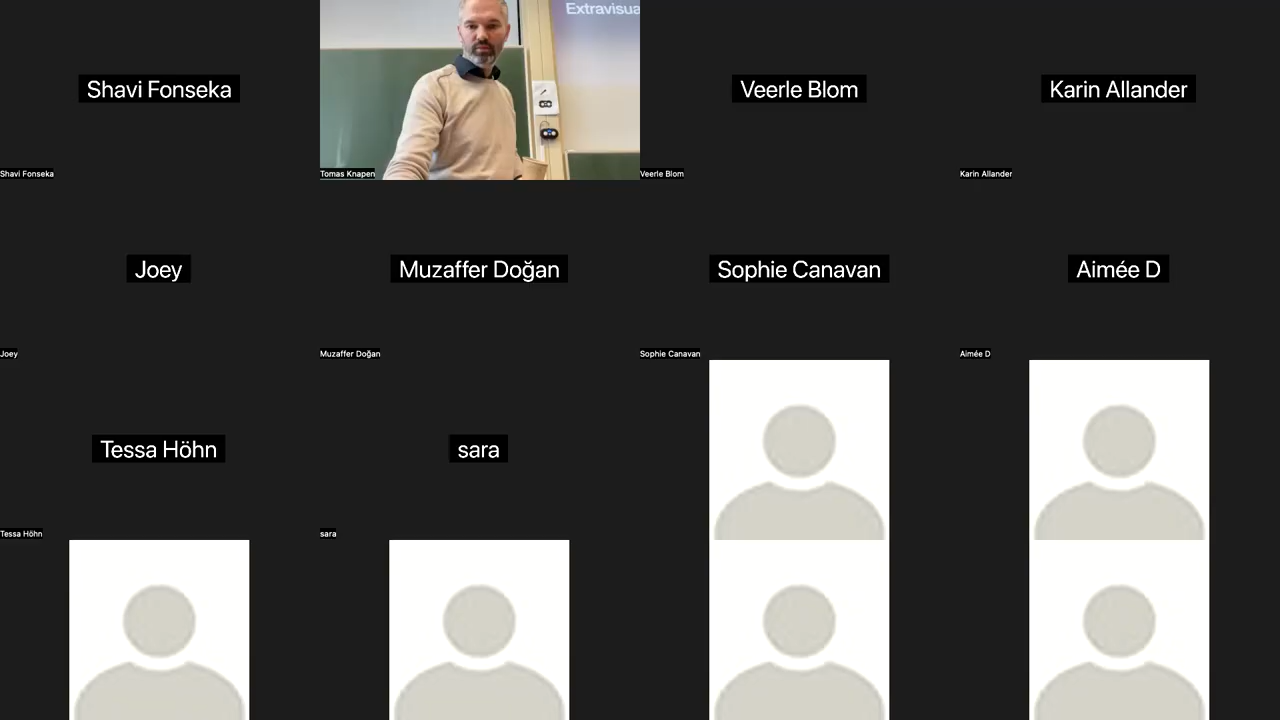 Extravisua
Shavi Fonseka
Veerle Blom
Karin Allander
Shavi Fonseka
Tomas Knapen
Veerle Blom
Karin Allander
Joey
Muzaffer Doğan
Sophie Canavan
Aimée D
Joey
Muzaffer Doğan
Sophie Canavan
Aimée D
Tessa Höhn
sara
Tessa Höhn
sara